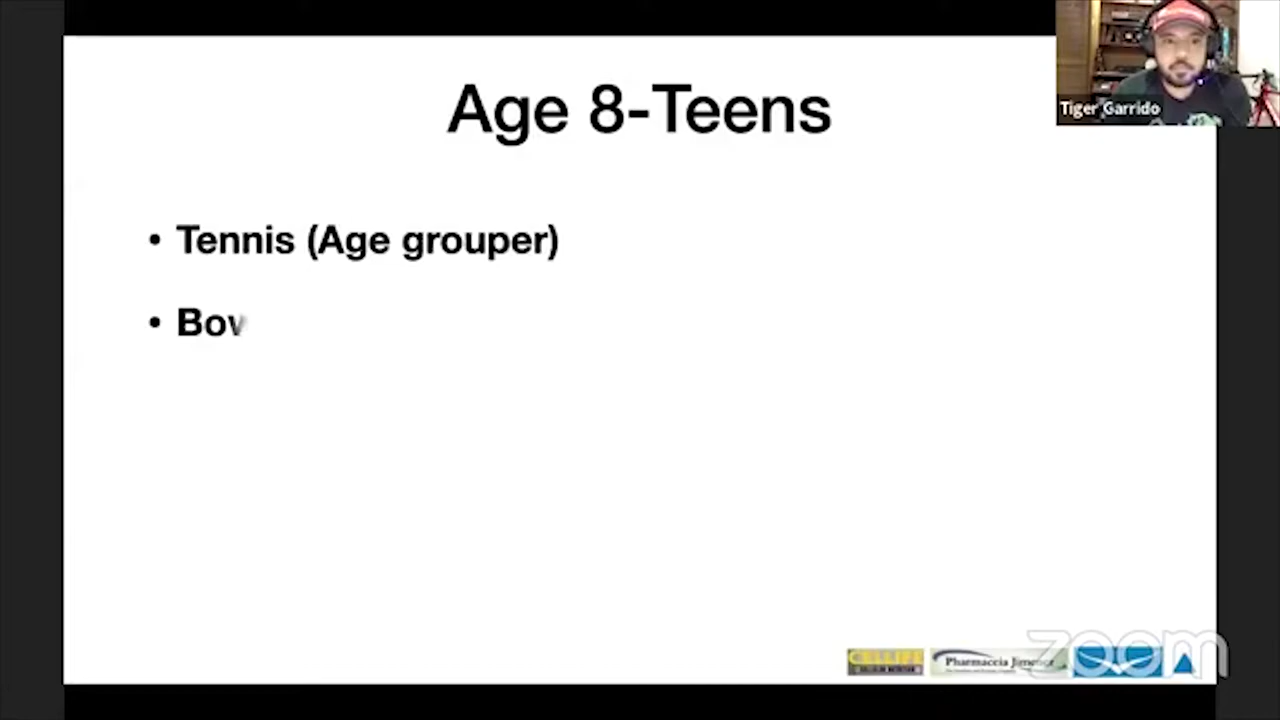 Age 8-Teens
Tiger Garrido
• Tennis (Age grouper)
• Bov
Pharmaccia Jimenez
zoom